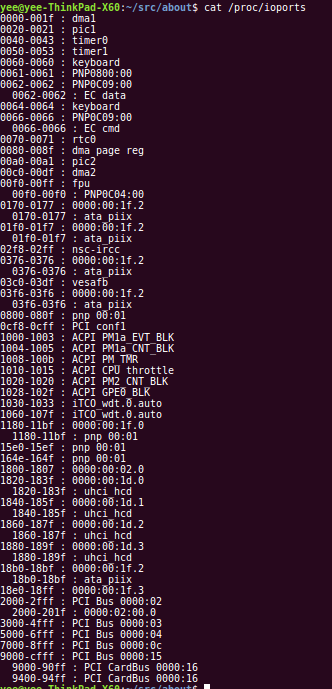 yee@yee-ThinkPad-X60:~/src/about$ cat /proc/ioports
0000-001f : dma1
0020-0021 : pic1
0040-0043 : timer0
0050-0053 : timer1
0060-0060 : keyboard
0061-0061 : PNP0800:00
0062-0062 : PNP0C09:00
  0062-0062 : EC data
0064-0064 : keyboard
0066-0066 : PNP0C09:00
  0066-0066 : EC cmd
0070-0071 : rtc0
0080-008f : dma page reg
00a0-00a1 : pic2
00c0-00df : dma2
00f0-00ff : fpu
  00f0-00f0 : PNP0C04:00
0170-0177 : 0000:00:1f.2
  0170-0177 : ata_piix
01f0-01f7 : 0000:00:1f.2
  01f0-01f7 : ata_piix
02f8-02ff : nsc-ircc
0376-0376 : 0000:00:1f.2
  0376-0376 : ata_piix
03c0-03df : vesafb
03f6-03f6 : 0000:00:1f.2
  03f6-03f6 : ata_piix
0800-080f : pnp 00:01
0cf8-0cff : PCI conf1
1000-1003 : ACPI PM1a_EVT_BLK
1004-1005 : ACPI PM1a_CNT_BLK
1008-100b : ACPI PM_TMR
1010-1015 : ACPI CPU throttle
1020-1020 : ACPI PM2_CNT_BLK
1028-102f : ACPI GPE0_BLK
1030-1033 : iTCO_wdt.0.auto
1060-107f : iTCO_wdt.0.auto
1180-11bf : 0000:00:1f.0
  1180-11bf : pnp 00:01
15e0-15ef : pnp 00:01
164e-164f : pnp 00:01
1800-1807 : 0000:00:02.0
1820-183f : 0000:00:1d.0
  1820-183f : uhci_hcd
1840-185f : 0000:00:1d.1
  1840-185f : uhci_hcd
1860-187f : 0000:00:1d.2
  1860-187f : uhci_hcd
1880-189f : 0000:00:1d.3
  1880-189f : uhci_hcd
18b0-18bf : 0000:00:1f.2
  18b0-18bf : ata_piix
18e0-18ff : 0000:00:1f.3
2000-2fff : PCI Bus 0000:02
  2000-201f : 0000:02:00.0
3000-4fff : PCI Bus 0000:03
5000-6fff : PCI Bus 0000:04
7000-8fff : PCI Bus 0000:0c
9000-cfff : PCI Bus 0000:15
  9000-90ff : PCI CardBus 0000:16
  9400-94ff : PCI CardBus 0000:16
yee@yee-ThinkPad-X60:~/src/about$